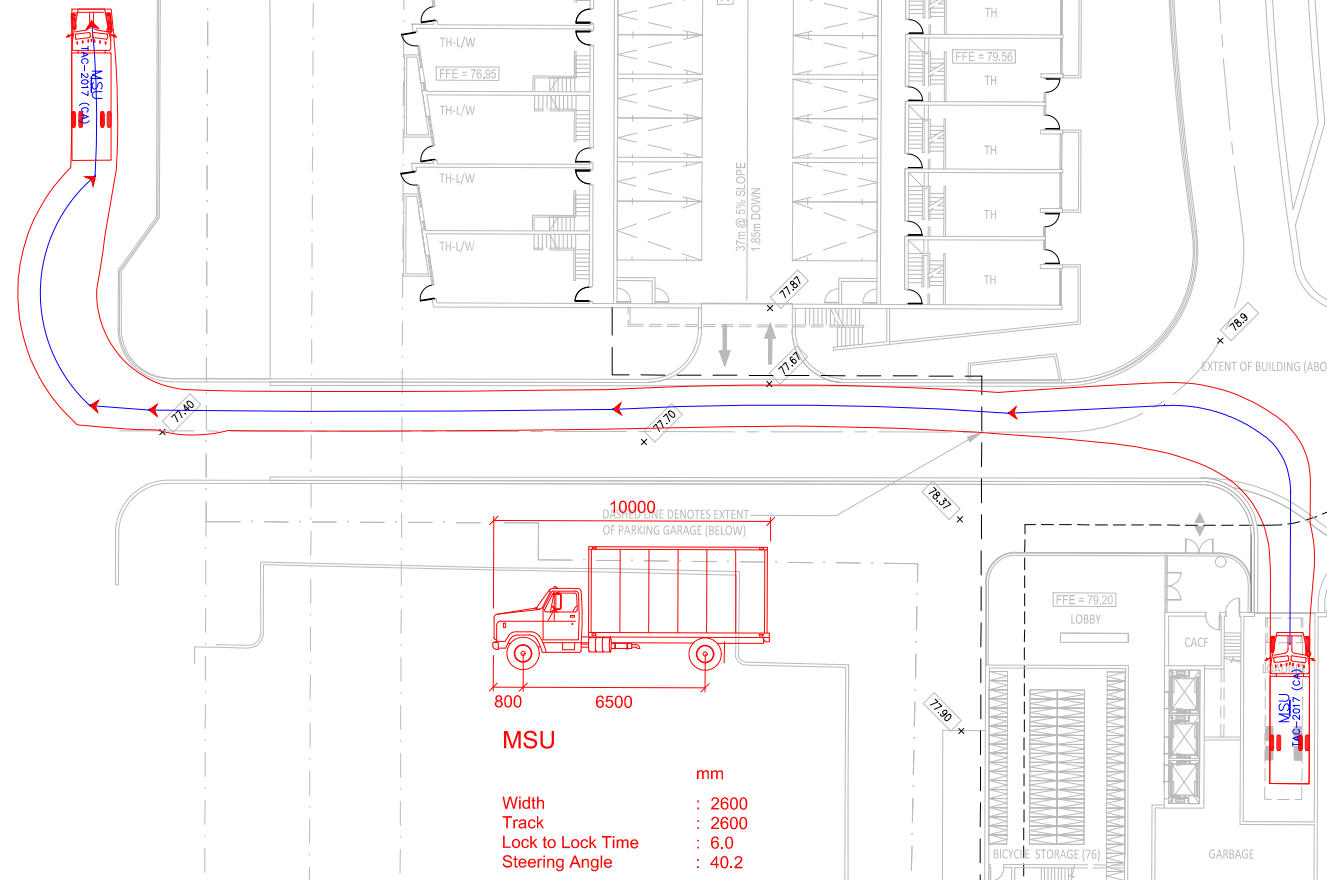 TH
TH-L/W
FFE = 76.95
FFE = 79.56
TH
TH-L/W
TH
TH-L/W
TH
TH-L/W
TH
37m @ 5% SLOPE
1.85m DOWN
MSU
TAC-2017 (CA)
77.87
77.67
78.9
EXTENT OF BUILDING (ABO
77.40
77.70
78.37
10000
DASHED LINE DENOTES EXTENT
OF PARKING GARAGE (BELOW)
FFE = 79.20
LOBBY
CACF
MSU
TAC-2017 (CA)
800
6500
77.90
MSU
mm
Width : 2600
Track : 2600
Lock to Lock Time : 6.0
Steering Angle : 40.2
BICYCLE STORAGE (76)
GARBAGE